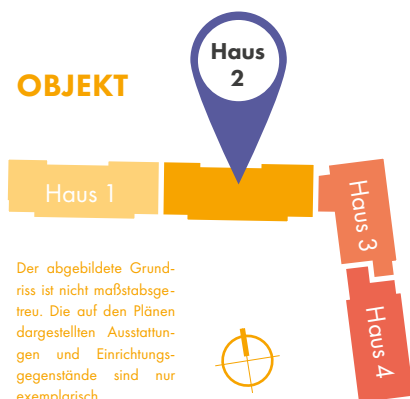 Haus
2
OBJEKT
Haus 1
Haus 3
Haus 4
Der abgebildete Grund-
riss ist nicht maßstabsge-
treu. Die auf den Plänen
dargestellten Ausstattun-
gen und Einrichtungs-
gegenstände sind nur
exemplarisch